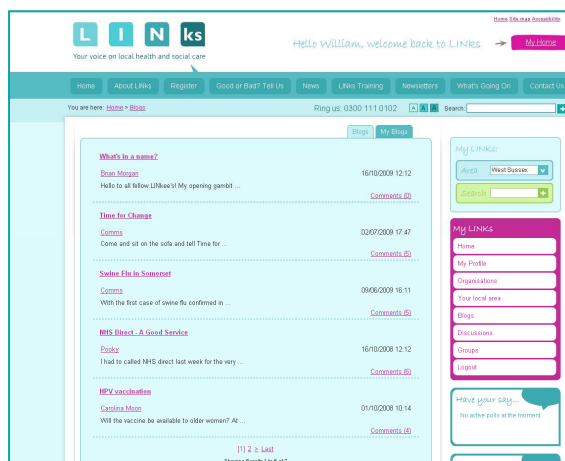 Home Site map Accessibility
LINks
Your voice on local health and social care
Hello William, welcome back to LINks
My Home
Home About LINks Register Good or Bad? Tell Us News LINks Training Newsletters What's Going On Contact Us
You are here: Home > Blogs
Ring us: 0300 111 0102
A A A
Search:
Blogs My Blogs
What's in a name?
Brian Morgan 16/10/2009 12:12
Hello to all fellow LINkee's! My opening gambit ...
Comments (0)
Time for Change
Comms 02/07/2009 17:47
Come and sit on the sofa and tell Time for ...
Comments (5)
Swine Flu in Somerset
Comms 09/06/2009 16:11
With the first case of swine flu confirmed in ...
Comments (5)
NHS Direct - A Good Service
Pooky 16/10/2008 12:12
I had to called NHS direct last week for the very ...
Comments (6)
HPV vaccination
Carolina Moon 01/10/2008 10:14
Will the vaccine be available to older women? At ...
Comments (4)
[1] 2 > Last
My LINks:
Area West Sussex
Search
My LINKS
Home
My Profile
Organisations
Your local area
Blogs
Discussions
Groups
Logout
Have your say...
No active polls at the moment